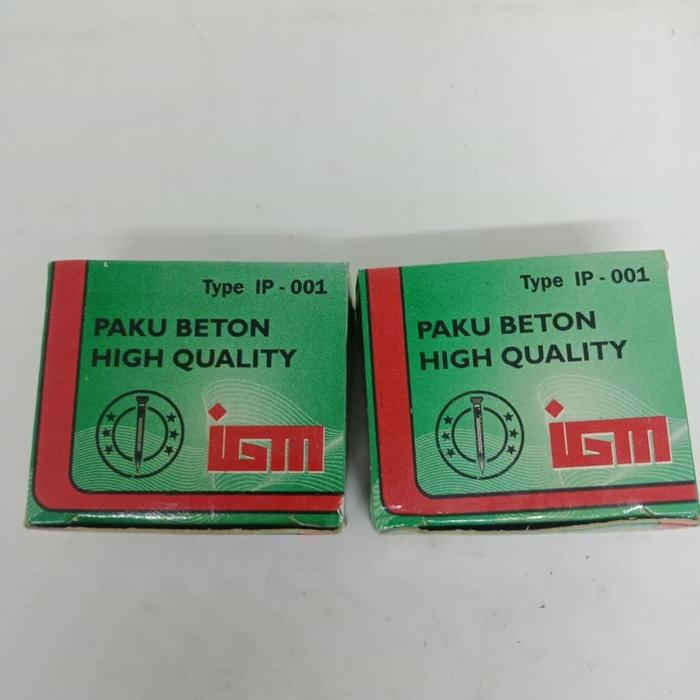 Type IP - 001
PAKU BETON
HIGH QUALITY
iGM
Type IP - 001
PAKU BETON
HIGH QUALITY
iGM